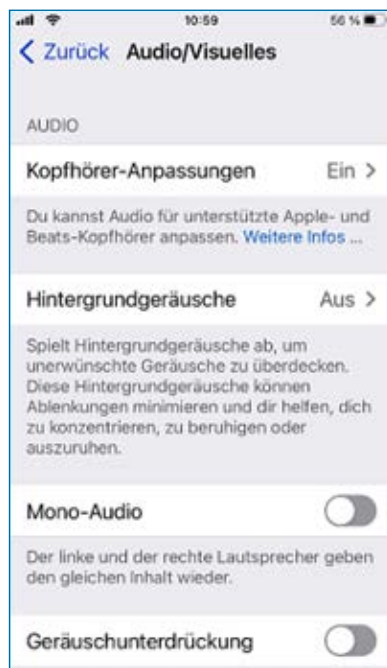 10:59
56 %
Zurück Audio/Visuelles
AUDIO
Kopfhörer-Anpassungen Ein
Du kannst Audio für unterstützte Apple- und
Beats-Kopfhörer anpassen. Weitere Infos ...
Hintergrundgeräusche Aus
Spielt Hintergrundgeräusche ab, um
unerwünschte Geräusche zu überdecken.
Diese Hintergrundgeräusche können
Ablenkungen minimieren und dir helfen, dich
zu konzentrieren, zu beruhigen oder
auszuruhen.
Mono-Audio
Der linke und der rechte Lautsprecher geben
den gleichen Inhalt wieder.
Geräuschunterdrückung